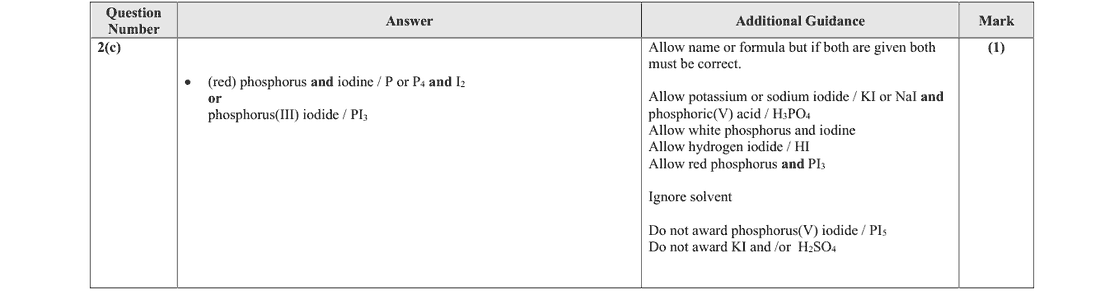 Question Number
Answer
Additional Guidance
Mark
2(c)
• (red) phosphorus and iodine / P or P₄ and I₂
or
phosphorus(III) iodide / PI₃
Allow name or formula but if both are given both
must be correct.
Allow potassium or sodium iodide / KI or NaI and
phosphoric(V) acid / H₃PO₄
Allow white phosphorus and iodine
Allow hydrogen iodide / HI
Allow red phosphorus and PI₃
Ignore solvent
Do not award phosphorus(V) iodide / PI₅
Do not award KI and /or H₂SO₄
(1)